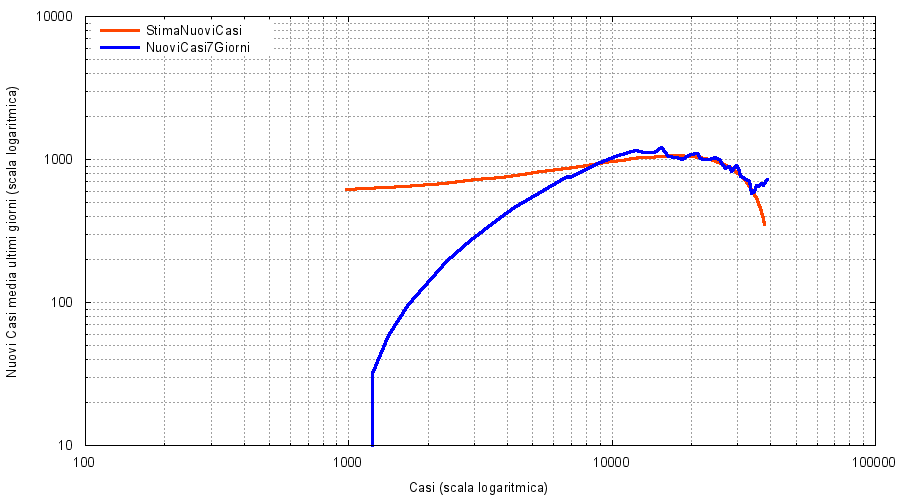 10000
StimaNuoviCasi
NuoviCasi7Giorni
1000
100
10
Nuovi Casi media ultimi giorni (scala logaritmica)
100
1000
10000
100000
Casi (scala logaritmica)